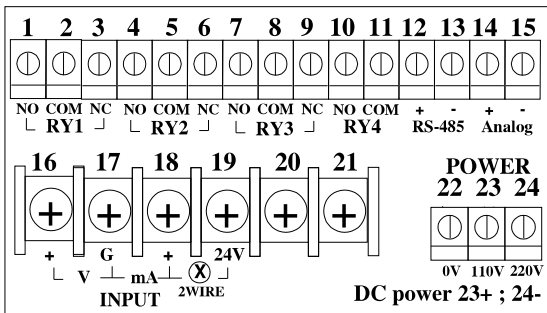 1 2 3 4 5 6 7 8 9 10 11 12 13 14 15
NO COM NC NO COM NC NO COM NC NO COM + - + -
RY1 RY2 RY3 RY4 RS-485 Analog
16 17 18 19 20 21
+ G + 24V
V mA X 2WIRE
INPUT
POWER
22 23 24
0V 110V 220V
DC power 23+ ; 24-